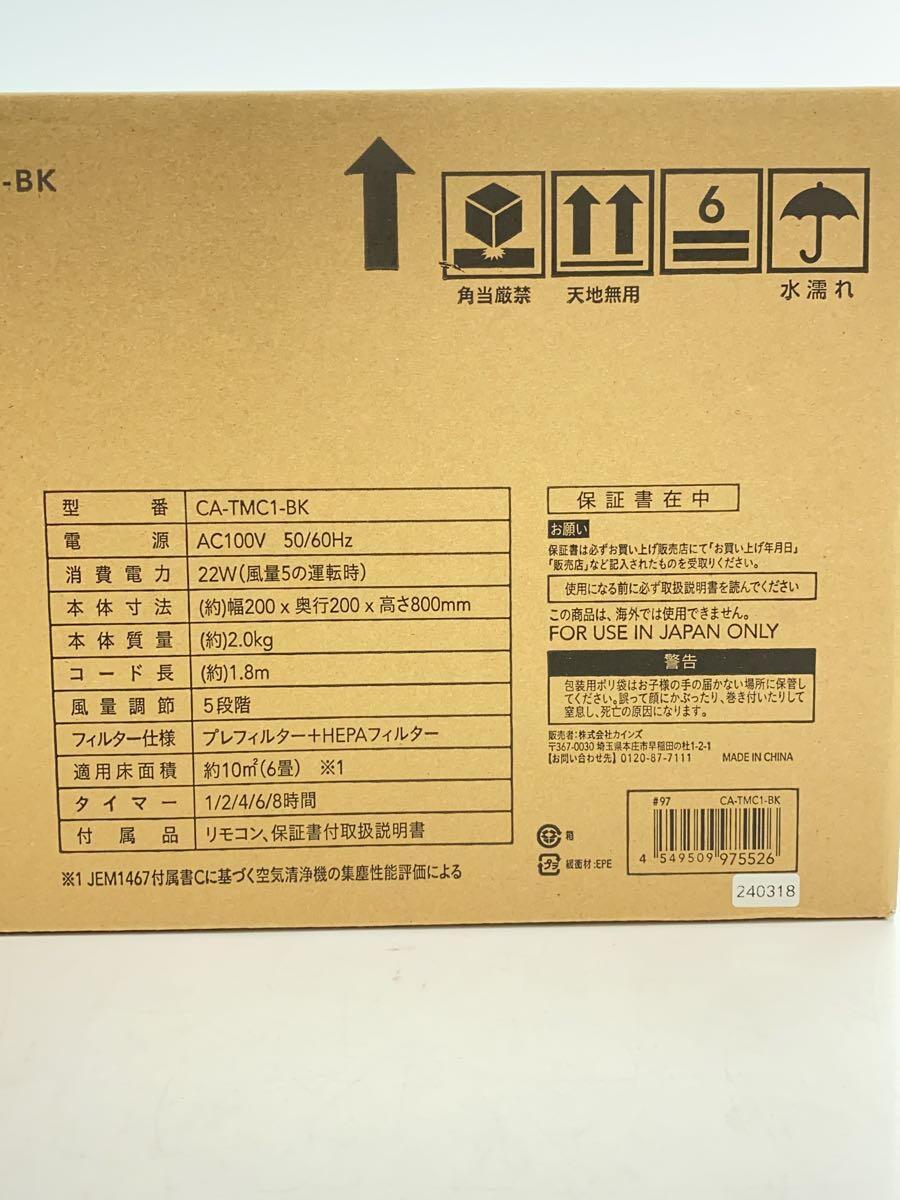 -BK
6
角当厳禁 天地無用 水濡れ
型番 CA-TMC1-BK
電源 AC100V 50/60Hz
消費電力 22W(風量5の運転時)
本体寸法 (約)幅200 x 奥行200 x 高さ800mm
本体質量 (約)2.0kg
コード長 (約)1.8m
風量調節 5段階
フィルター仕様 プレフィルター+HEPAフィルター
適用床面積 約10㎡(6畳) ※1
タイマー 1/2/4/6/8時間
付属品 リモコン、保証書付取扱説明書
※1 JEM1467付属書Cに基づく空気清浄機の集塵性能評価による
保証書在中
お願い
保証書は必ずお買い上げ販売店にて「お買い上げ年月日」
「販売店」など記入されたものを受取りください。
使用になる前に必ず取扱説明書を読んでください
この商品は、海外では使用できません。
FOR USE IN JAPAN ONLY
警告
包装用ポリ袋はお子様の手の届かない場所に保管し
てください。誤って顔にかぶったり、巻き付いたりして
窒息し、死亡の原因になります。
販売者:株式会社カインズ
〒367-0030 埼玉県本庄市早稲田の杜1-2-1
【お問い合わせ先】 0120-87-7111 MADE IN CHINA
#97 CA-TMC1-BK
4 549509 975526
箱
プラ 緩衝材:EPE
240318